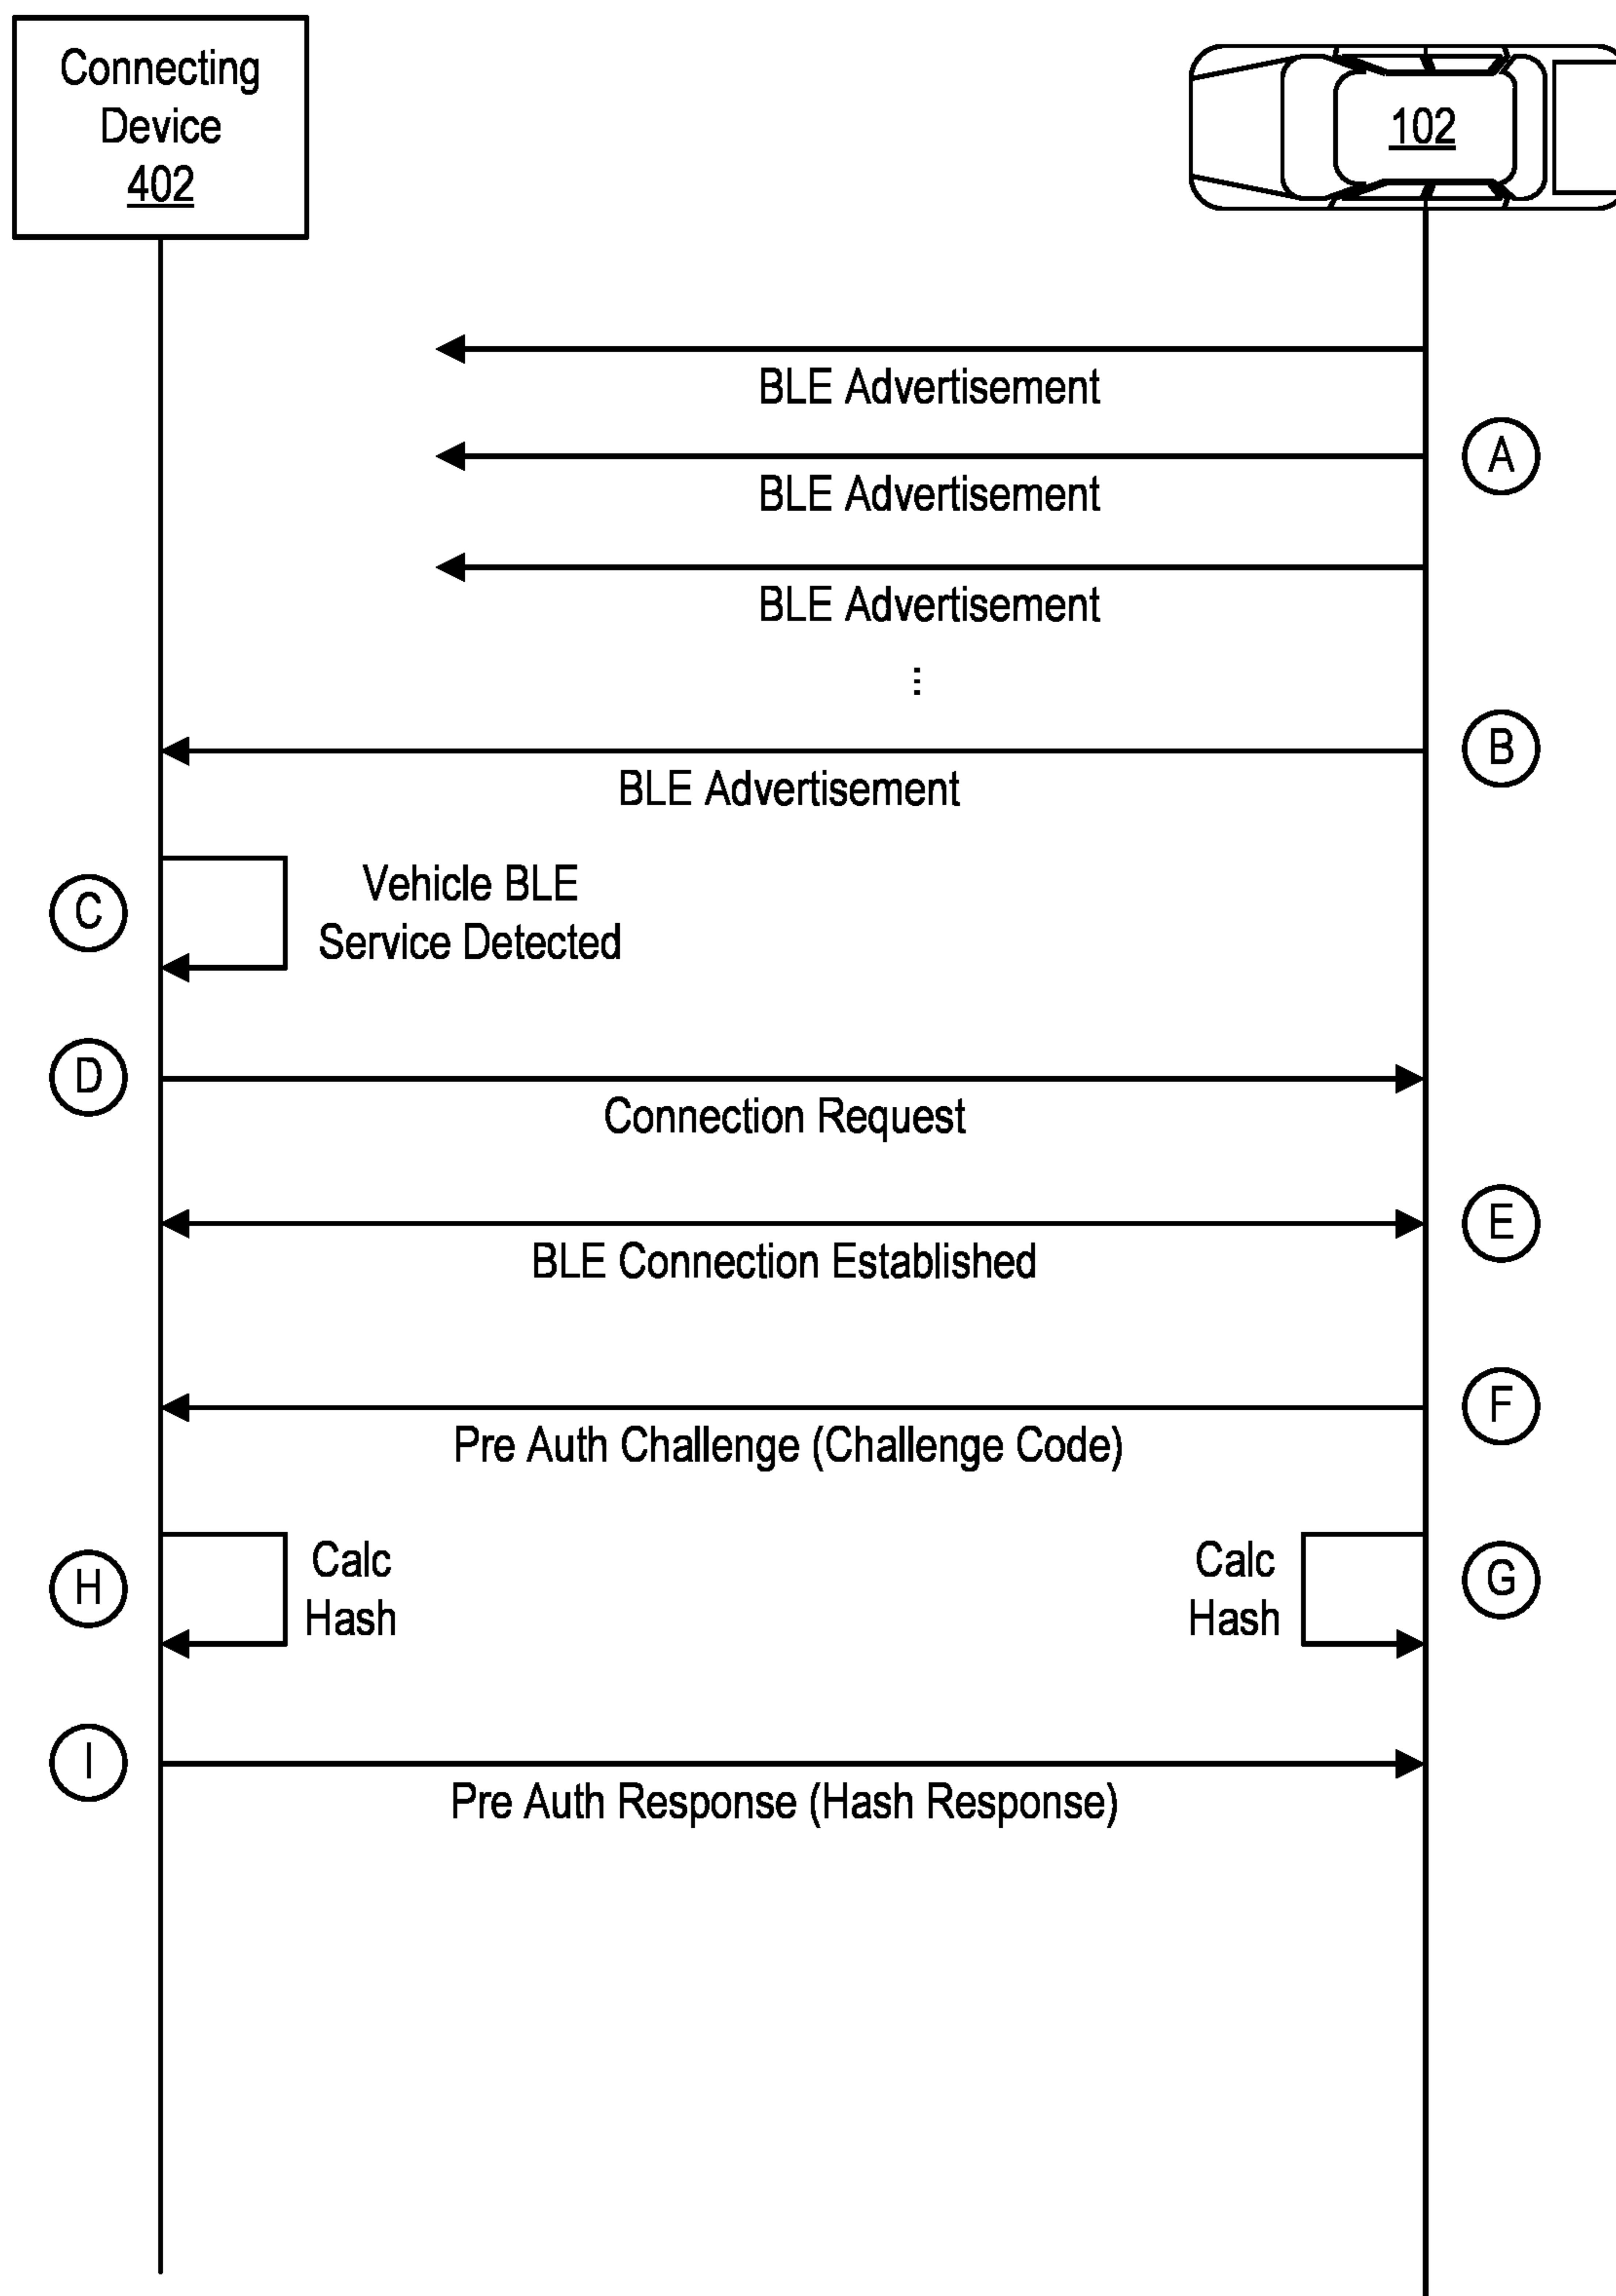 Connecting
Device
402
102
BLE Advertisement
A
BLE Advertisement
BLE Advertisement
...
B
BLE Advertisement
C
Vehicle BLE
Service Detected
D
Connection Request
E
BLE Connection Established
F
Pre Auth Challenge (Challenge Code)
H
Calc
Hash
Calc
Hash
G
I
Pre Auth Response (Hash Response)